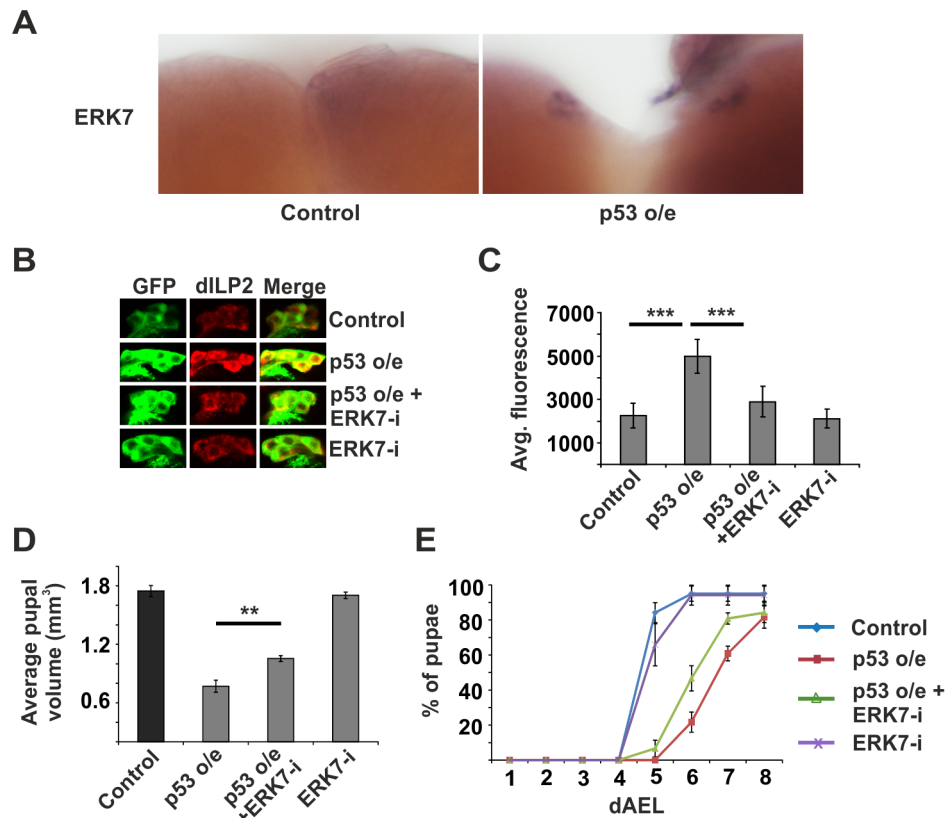 A
ERK7
Control
p53 o/e
B
GFP dILP2 Merge
Control
p53 o/e
p53 o/e +
ERK7-i
ERK7-i
C
Avg. fluorescence
7000
5000
3000
1000
*** ***
Control
p53 o/e
p53 o/e
+ERK7-i
ERK7-i
D
Average pupal
volume (mm³)
1.8
1.2
0.6
**
Control
p53 o/e
p53 o/e
+ERK7-i
ERK7-i
E
% of pupae
100
80
60
40
20
1 2 3 4 5 6 7 8
dAEL
Control
p53 o/e
p53 o/e +
ERK7-i
ERK7-i